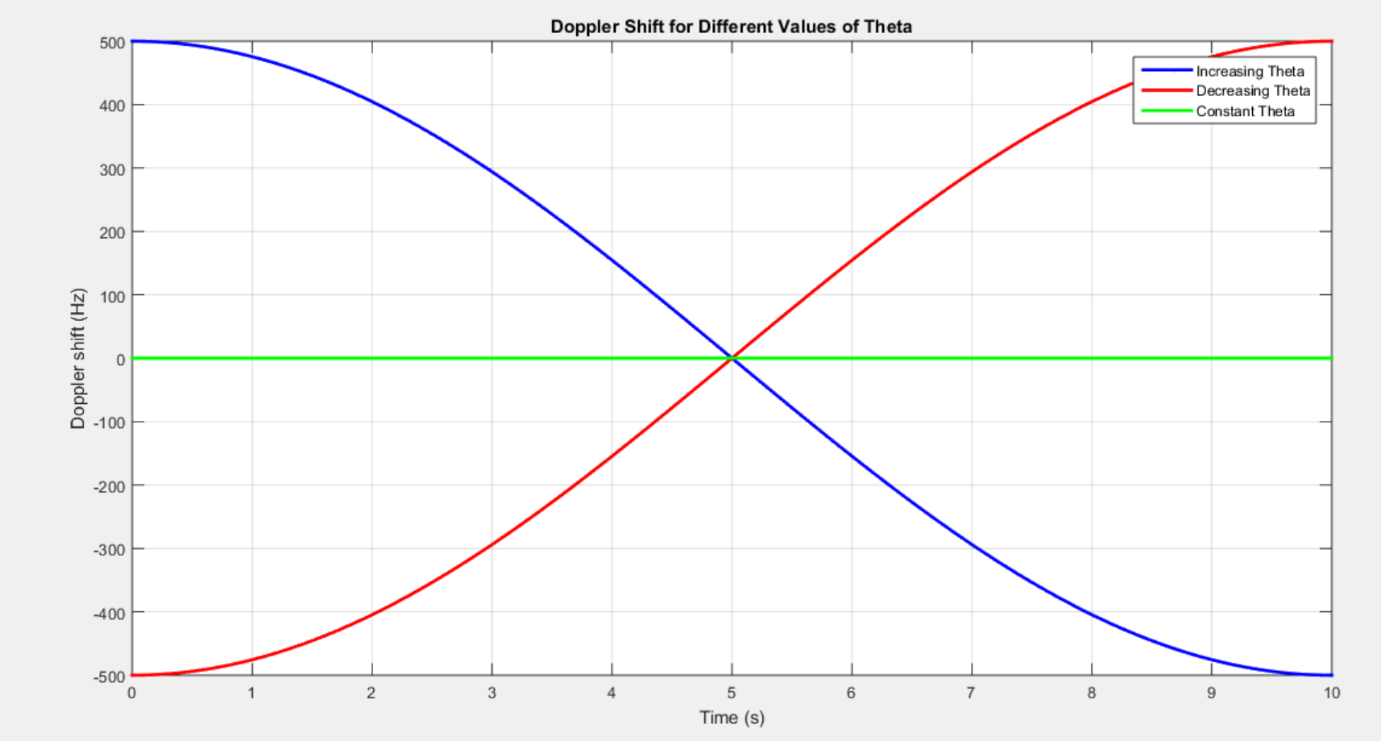 Doppler Shift for Different Values of Theta
500
400
300
200
100
0
-100
-200
-300
-400
-500
Doppler shift (Hz)
Increasing Theta
Decreasing Theta
Constant Theta
0 1 2 3 4 5 6 7 8 9 10
Time (s)